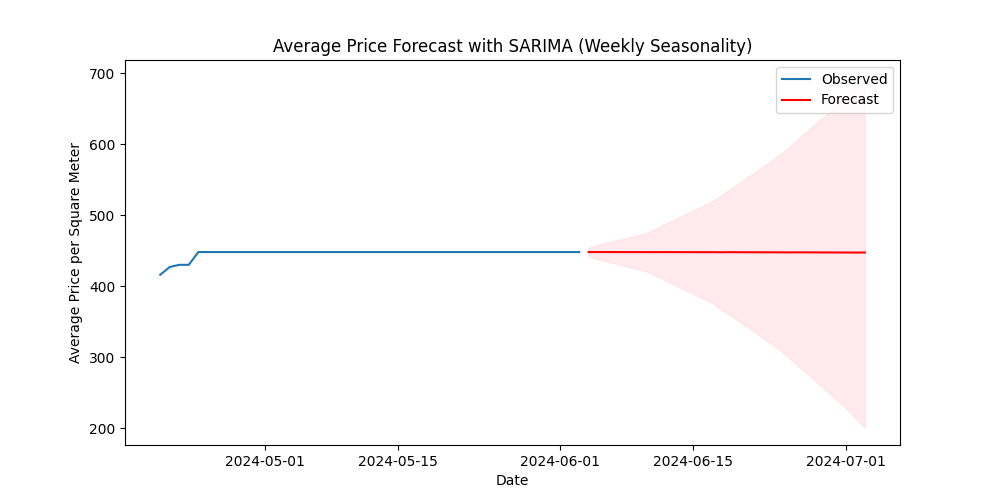 Average Price Forecast with SARIMA (Weekly Seasonality)
Observed
Forecast
Average Price per Square Meter
700
600
500
400
300
200
2024-05-01
2024-05-15
2024-06-01
2024-06-15
2024-07-01
Date